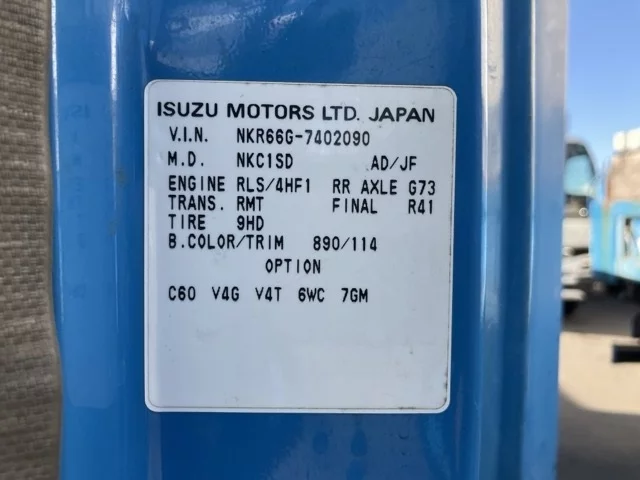 ISUZU MOTORS LTD. JAPAN
V.I.N. NKR66G-7402090
M.D. NKC1SD AD/JF
ENGINE RLS/4HF1 RR AXLE G73
TRANS. RMT FINAL R41
TIRE 9HD
B.COLOR/TRIM 890/114
OPTION
C60 V4G V4T 6WC 7GM